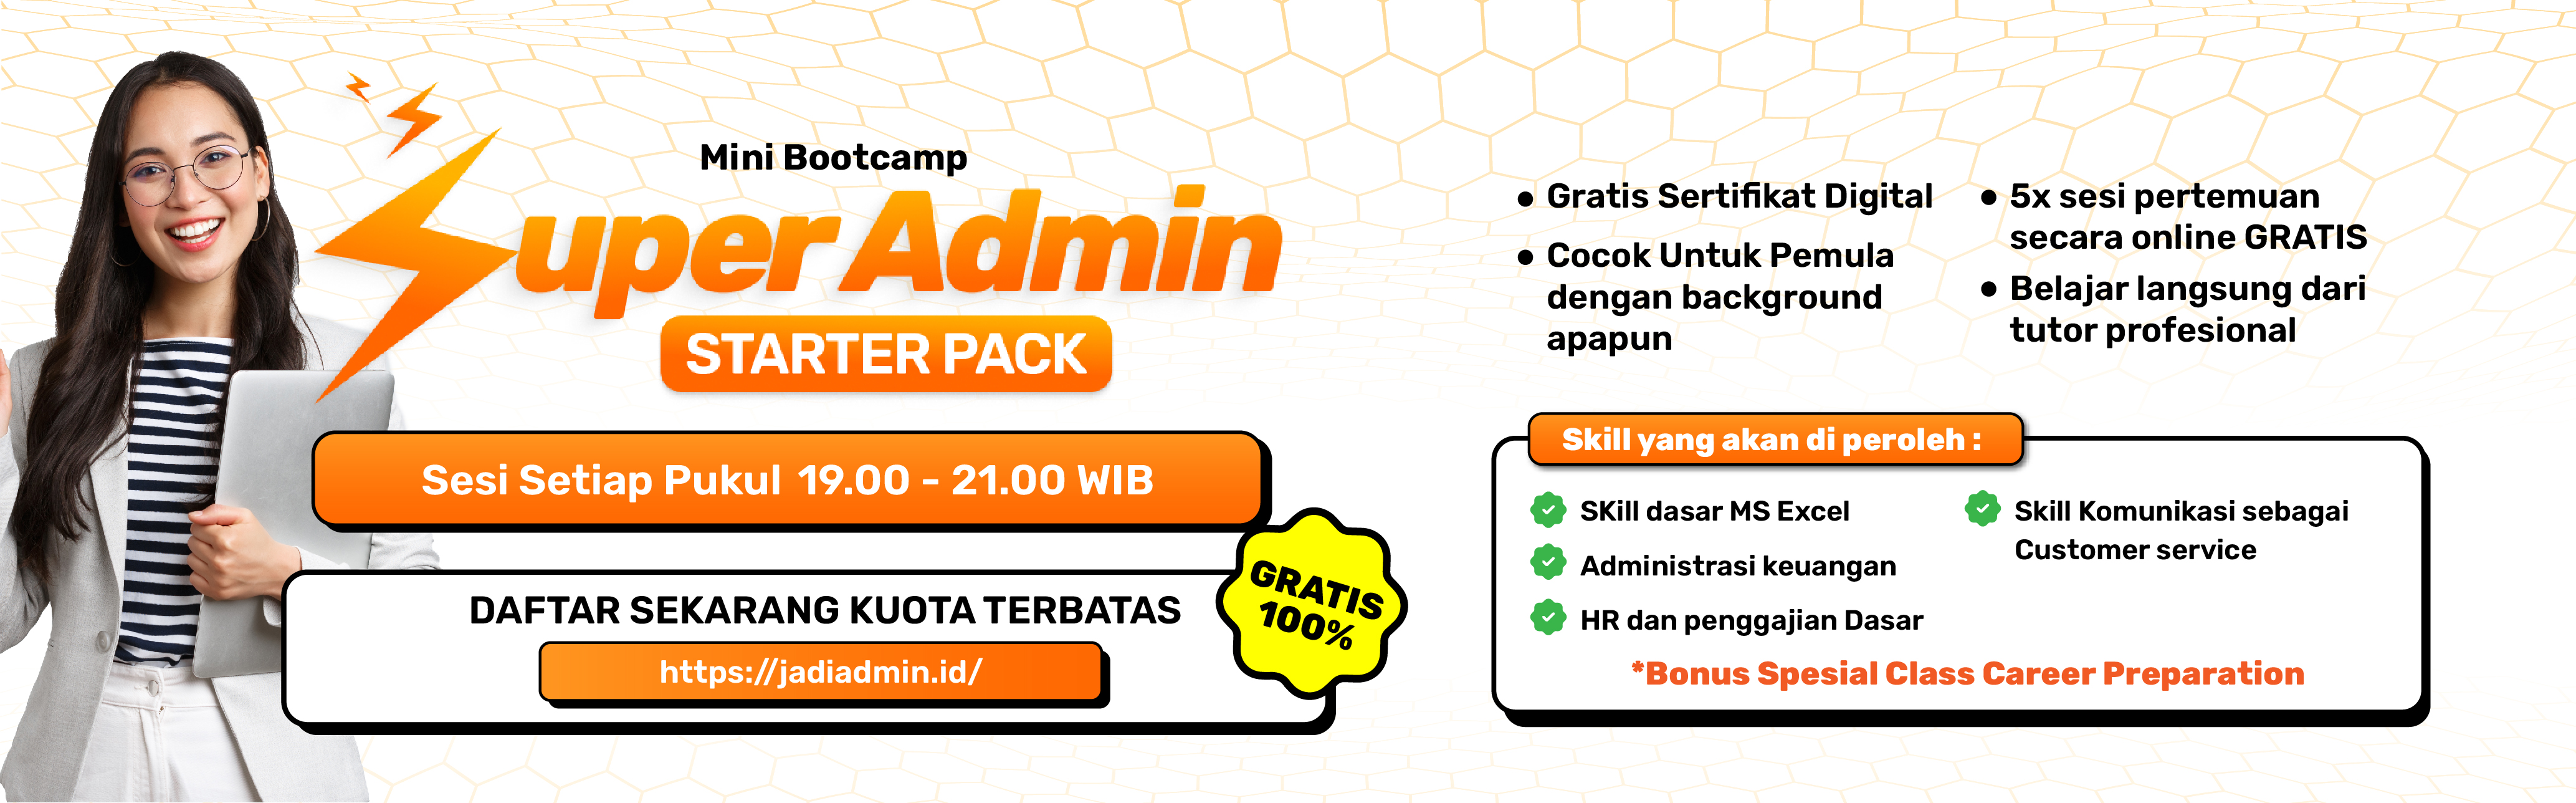 Mini Bootcamp
Super Admin
STARTER PACK
Sesi Setiap Pukul 19.00 - 21.00 WIB
DAFTAR SEKARANG KUOTA TERBATAS
https://jadiadmin.id/
GRATIS
100%
Gratis Sertifikat Digital
Cocok Untuk Pemula
dengan background
apapun
5x sesi pertemuan
secara online GRATIS
Belajar langsung dari
tutor profesional
Skill yang akan di peroleh :
SKill dasar MS Excel
Administrasi keuangan
HR dan penggajian Dasar
Skill Komunikasi sebagai
Customer service
*Bonus Spesial Class Career Preparation